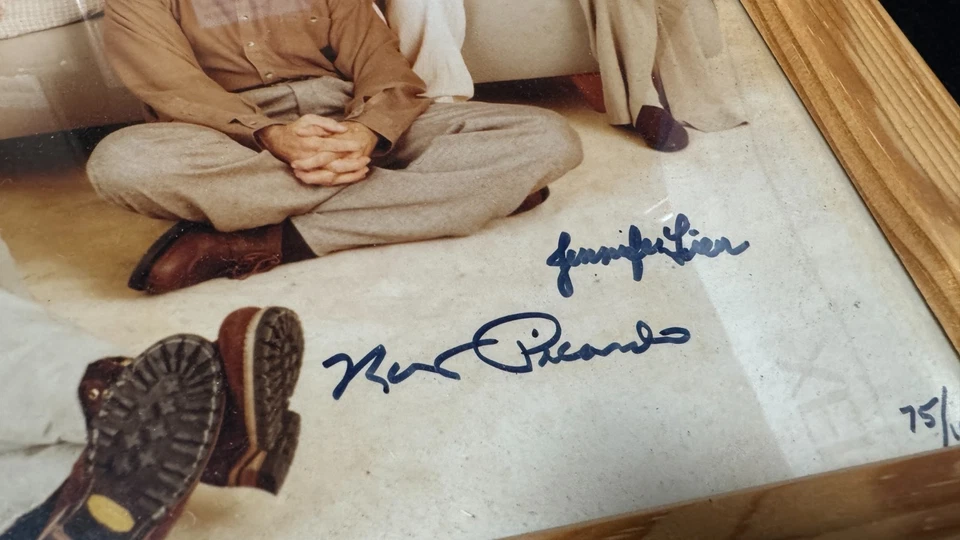 Jennifer Lien
Picardo
75/